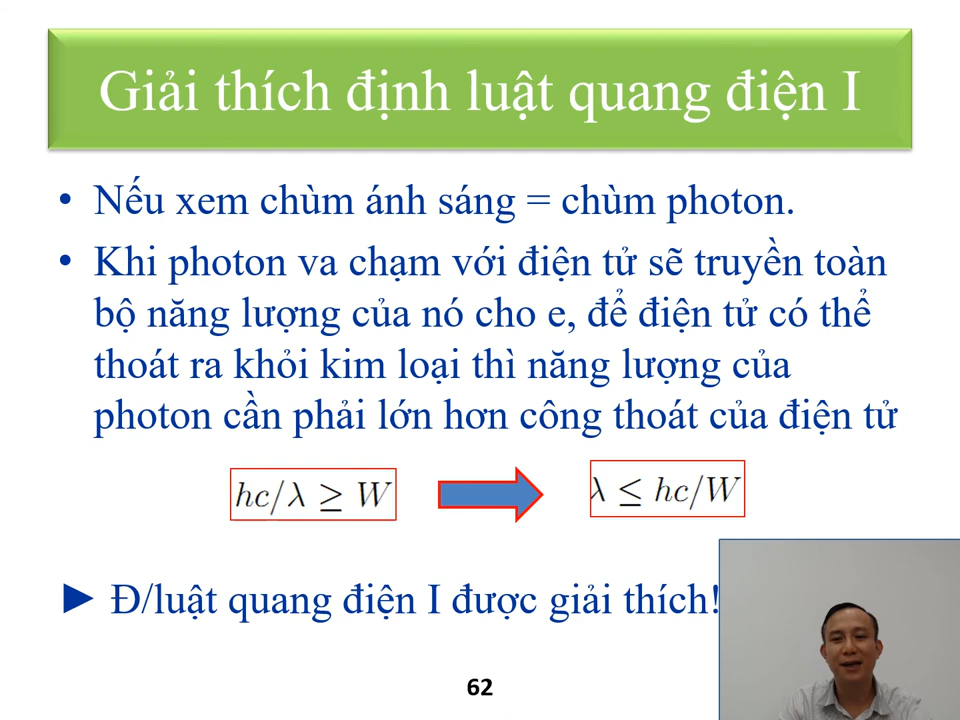 Giải thích định luật quang điện I
• Nếu xem chùm ánh sáng = chùm photon.
• Khi photon va chạm với điện tử sẽ truyền toàn
bộ năng lượng của nó cho e, để điện tử có thể
thoát ra khỏi kim loại thì năng lượng của
photon cần phải lớn hơn công thoát của điện tử
hc/λ ≥ W
λ ≤ hc/W
► Đ/luật quang điện I được giải thích!
62